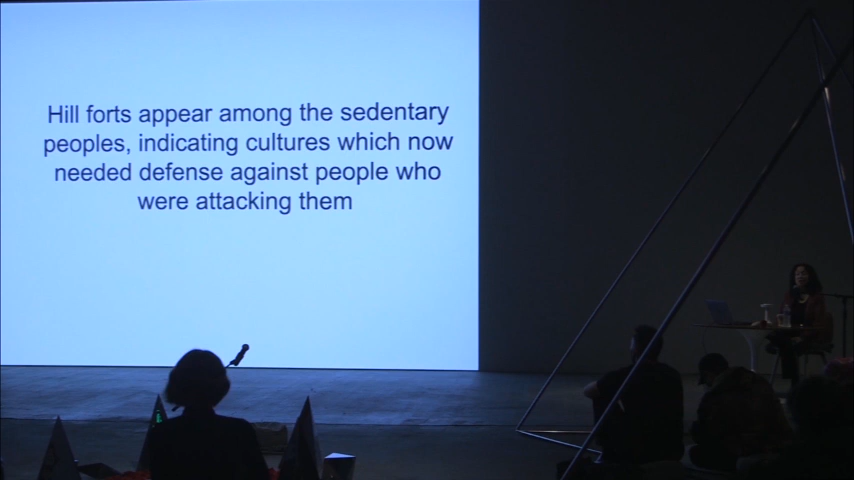 Hill forts appear among the sedentary
peoples, indicating cultures which now
needed defense against people who
were attacking them